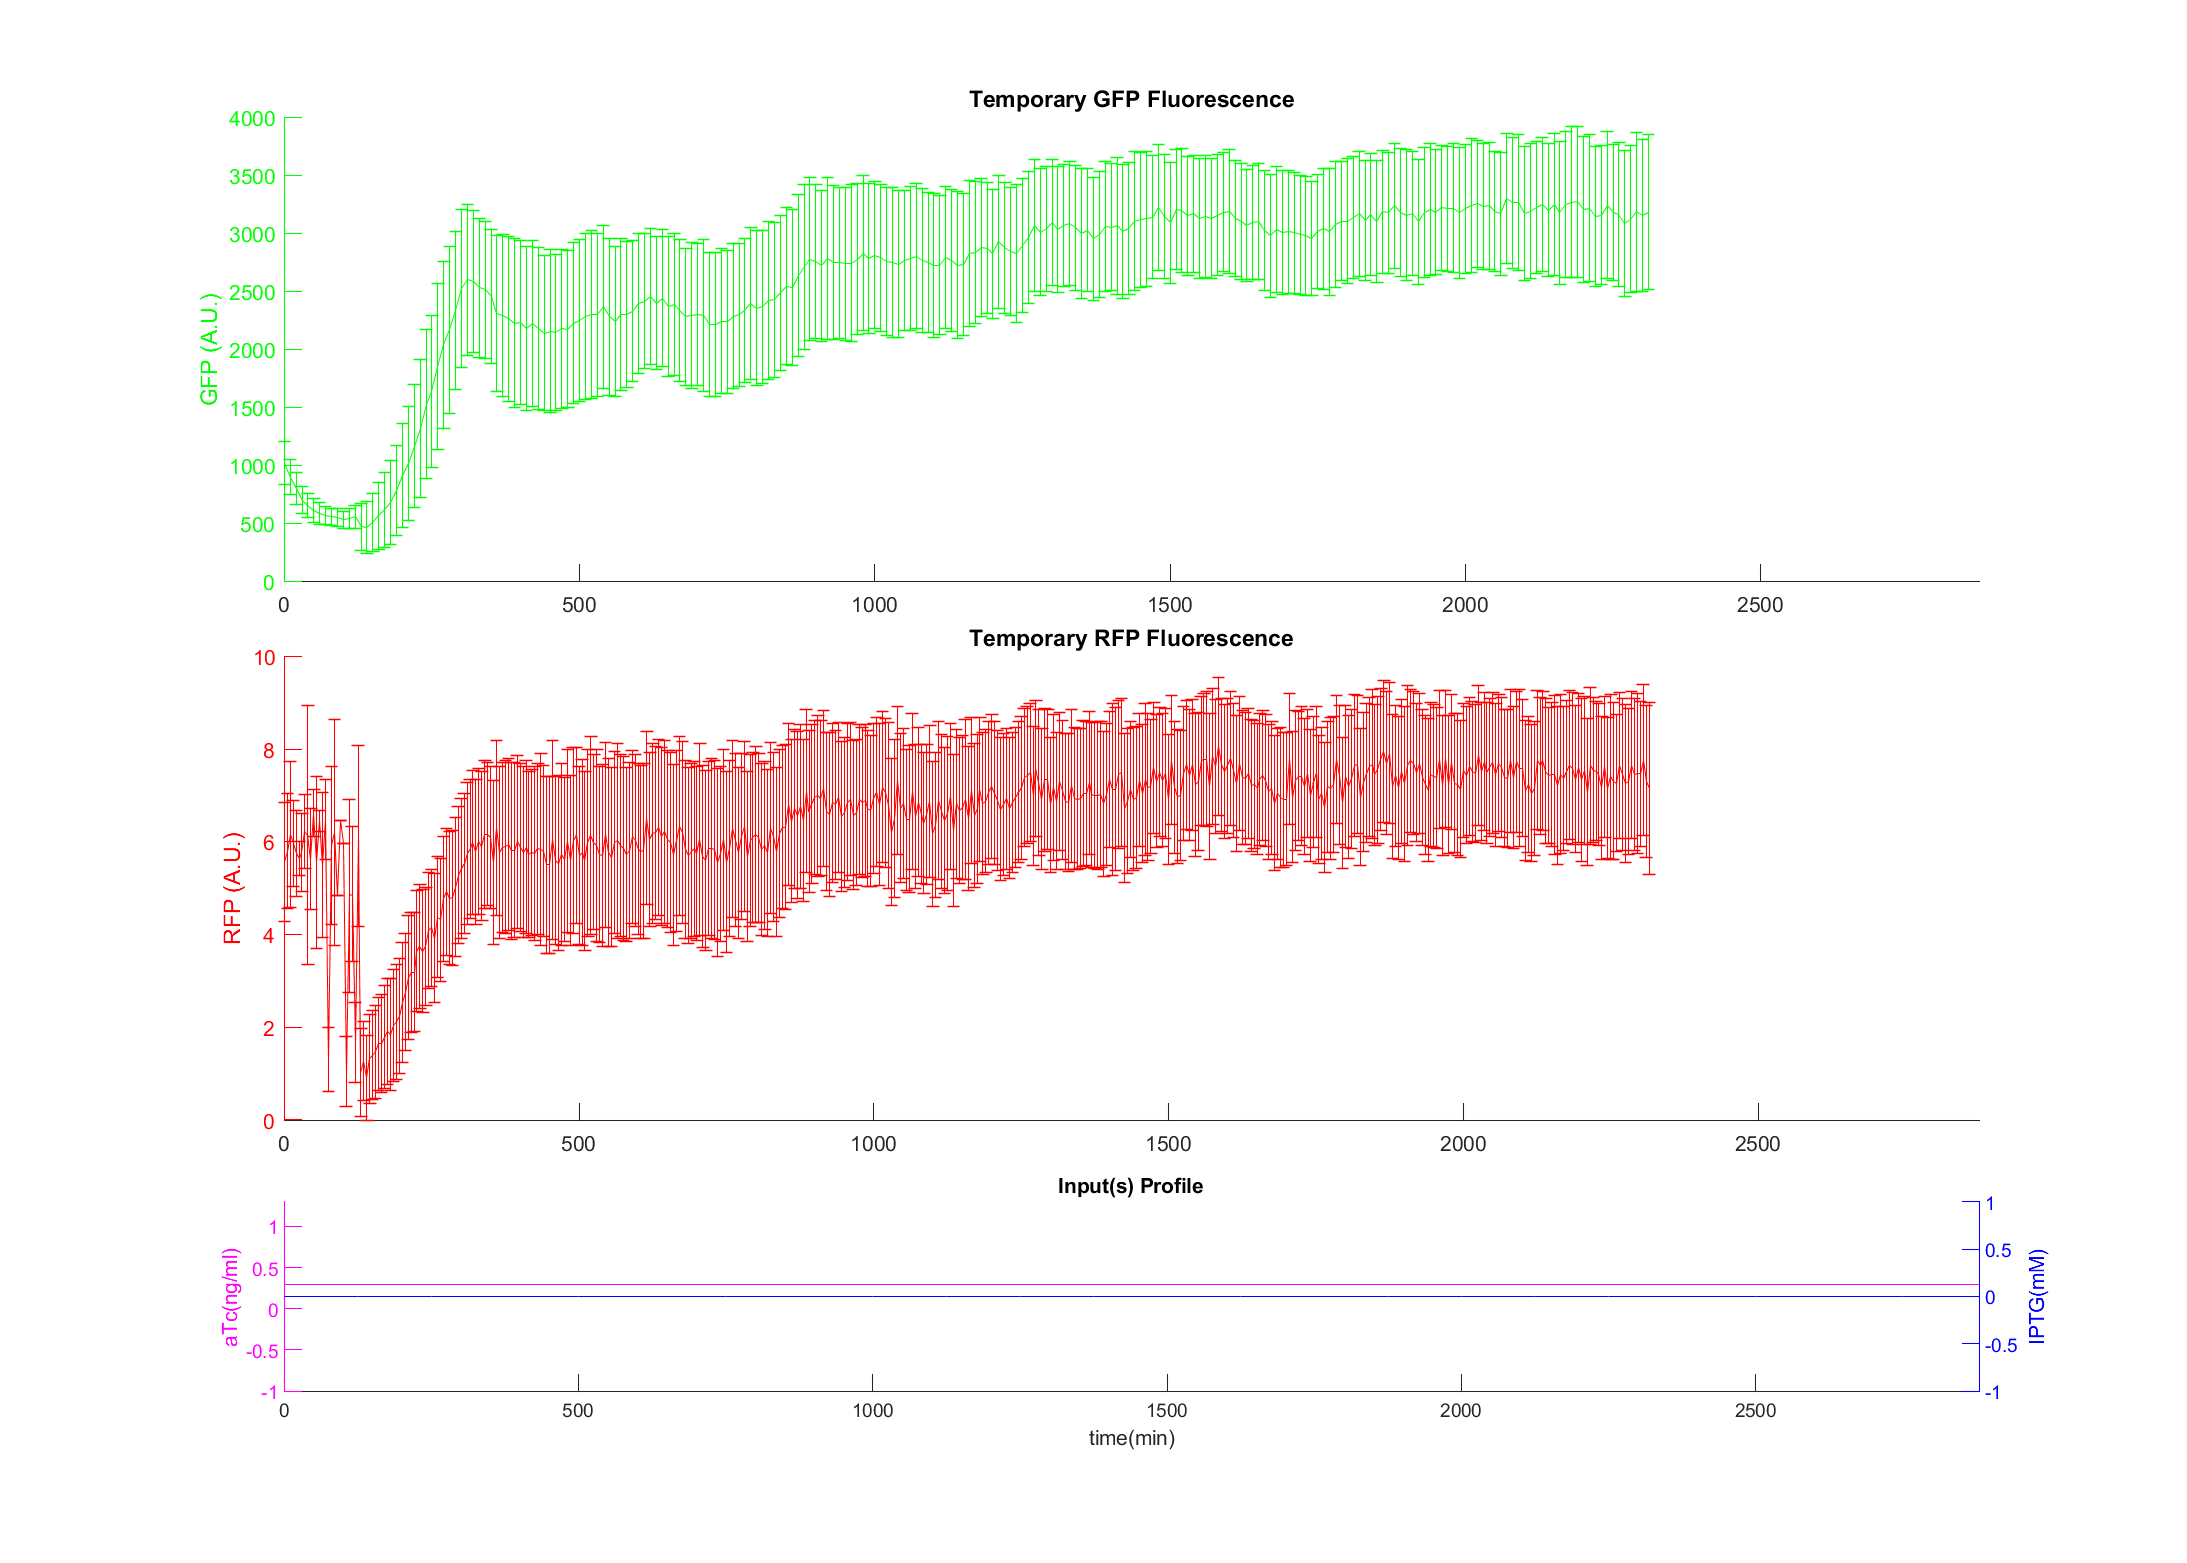 Temporary GFP Fluorescence
4000
3500
3000
2500
2000
1500
1000
500
0
GFP (A.U.)
0 500 1000 1500 2000 2500
Temporary RFP Fluorescence
10
8
6
4
2
0
RFP (A.U.)
0 500 1000 1500 2000 2500
Input(s) Profile
1
0.5
0
-0.5
-1
aTc(ng/ml)
1
0.5
0
-0.5
-1
IPTG(mM)
0 500 1000 1500 2000 2500
time(min)